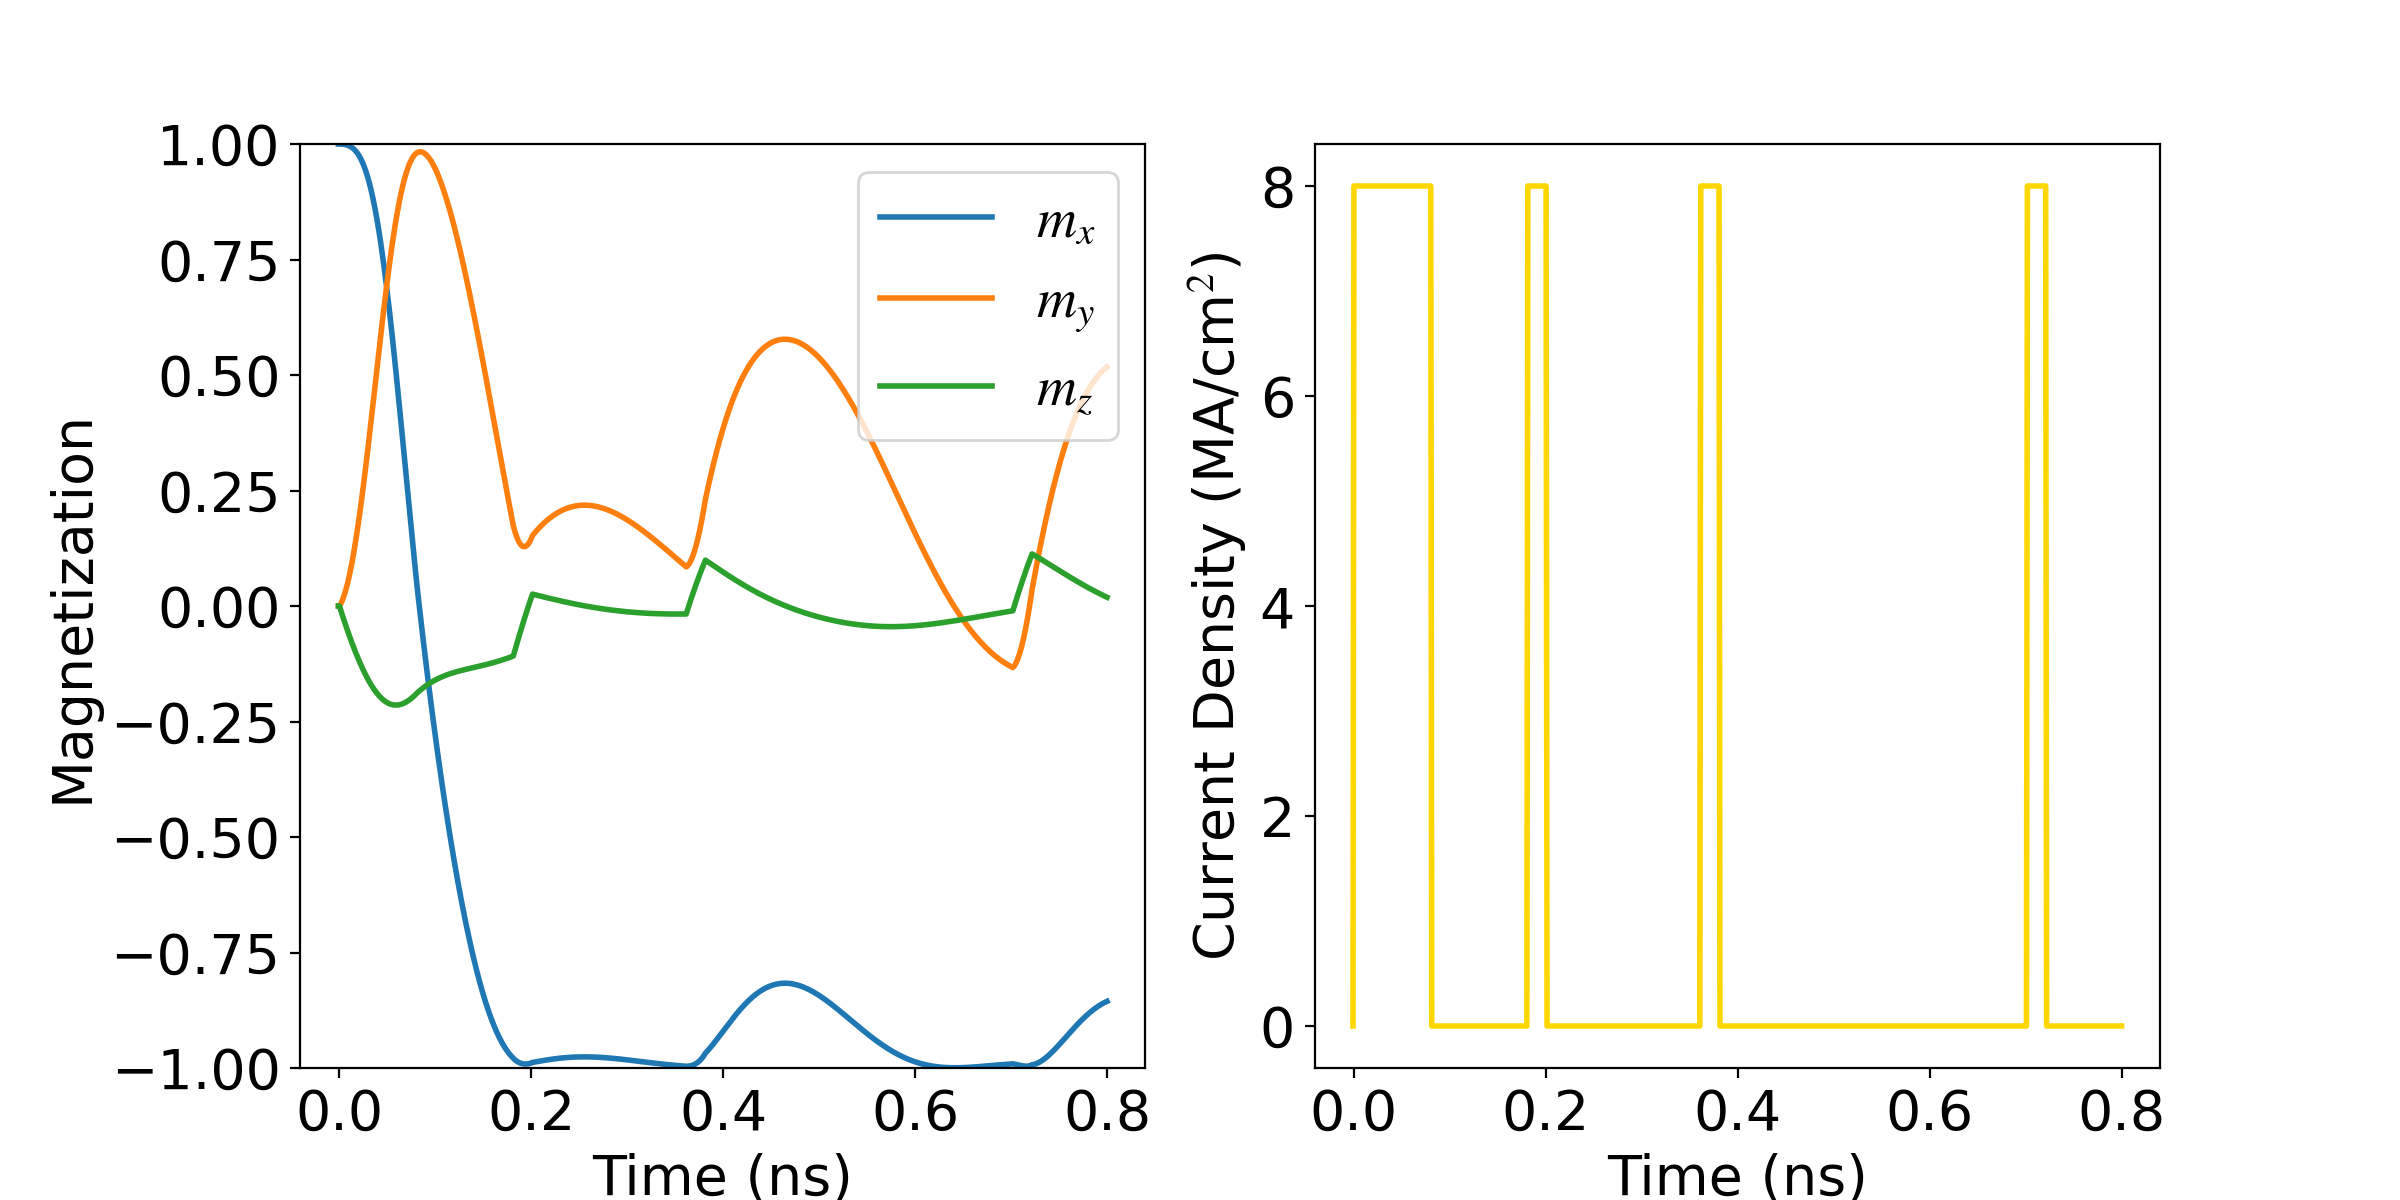 Magnetization
1.00
0.75
0.50
0.25
0.00
−0.25
−0.50
−0.75
−1.00
0.0 0.2 0.4 0.6 0.8
Time (ns)
m_x
m_y
m_z
Current Density (MA/cm²)
8
6
4
2
0
0.0 0.2 0.4 0.6 0.8
Time (ns)